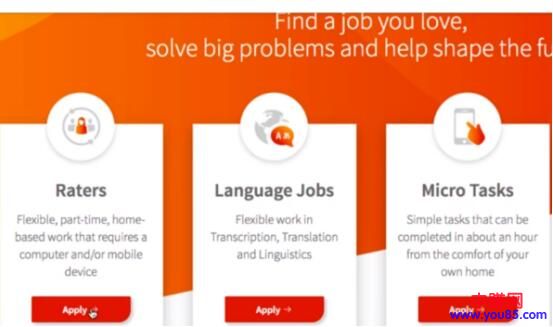 Find a job you love,
solve big problems and help shape the fu
Raters
Flexible, part-time, home-
based work that requires a
computer and/or mobile
device
Apply →
Language Jobs
Flexible work in
Transcription, Translation
and Linguistics
Apply →
Micro Tasks
Simple tasks that can be
completed in about an hour
from the comfort of your
own home
Apply →
www.you85.com